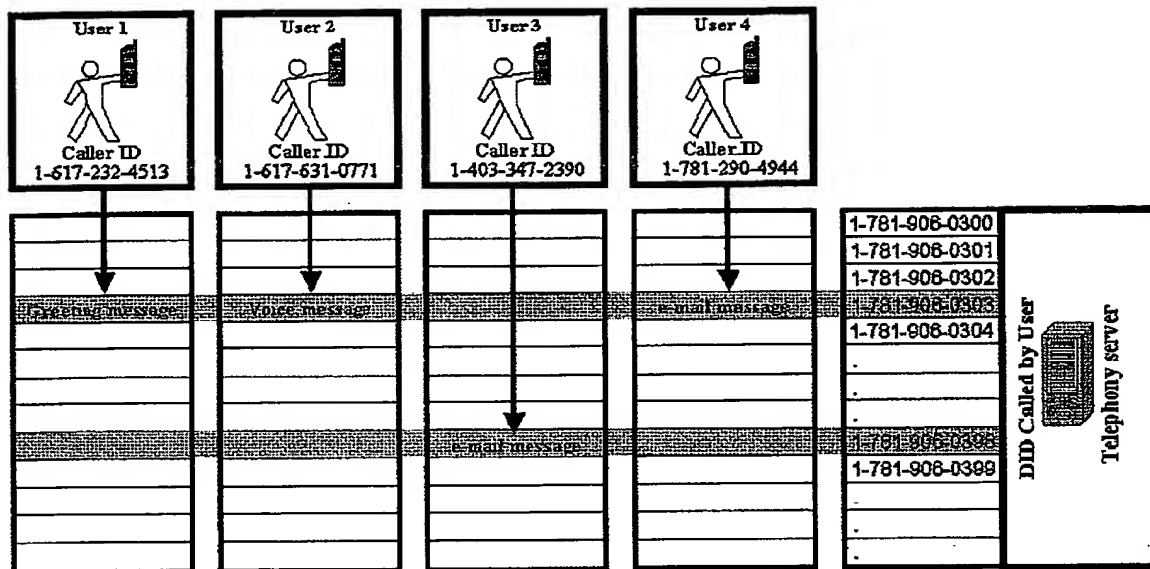 User 1
Caller ID
1-617-232-4513
User 2
Caller ID
1-617-631-0771
User 3
Caller ID
1-403-347-2390
User 4
Caller ID
1-781-290-4944
Greeting message
Voice message
e-mail message
e-mail message
1-781-906-0300
1-781-906-0301
1-781-906-0302
1-781-906-0303
1-781-906-0304
.
.
.
1-781-906-0398
1-781-906-0399
.
.
.
DID Called by User
Telephony server